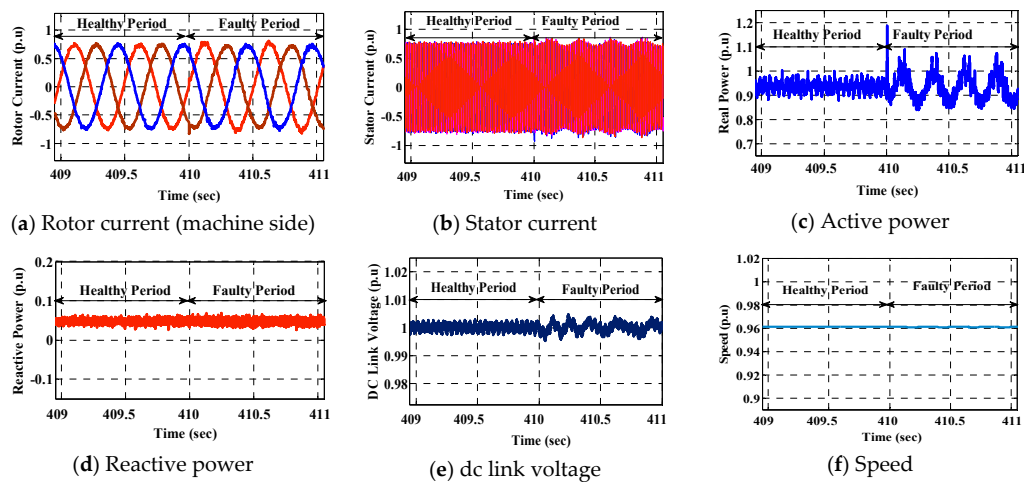 Healthy Period Faulty Period
Rotor Current (p.u)
1
0.5
0
-0.5
-1
409 409.5 410 410.5 411
Time (sec)
(a) Rotor current (machine side)
Healthy Period Faulty Period
Stator Current (p.u)
1
0.5
0
-0.5
-1
409 409.5 410 410.5 411
Time (sec)
(b) Stator current
Healthy Period Faulty Period
Real Power (p.u)
1.2
1.1
1
0.9
0.8
0.7
409 409.5 410 410.5 411
Time (sec)
(c) Active power
Healthy Period Faulty Period
Reactive Power (p.u)
0.2
0.1
0
-0.1
409 409.5 410 410.5 411
Time (sec)
(d) Reactive power
Healthy Period Faulty Period
DC Link Voltage (p.u)
1.02
1.01
1
0.99
0.98
409 409.5 410 410.5 411
Time (sec)
(e) dc link voltage
Healthy Period Faulty Period
Speed (p.u)
1.02
1
0.98
0.96
0.94
0.92
0.9
409 409.5 410 410.5 411
Time (sec)
(f) Speed